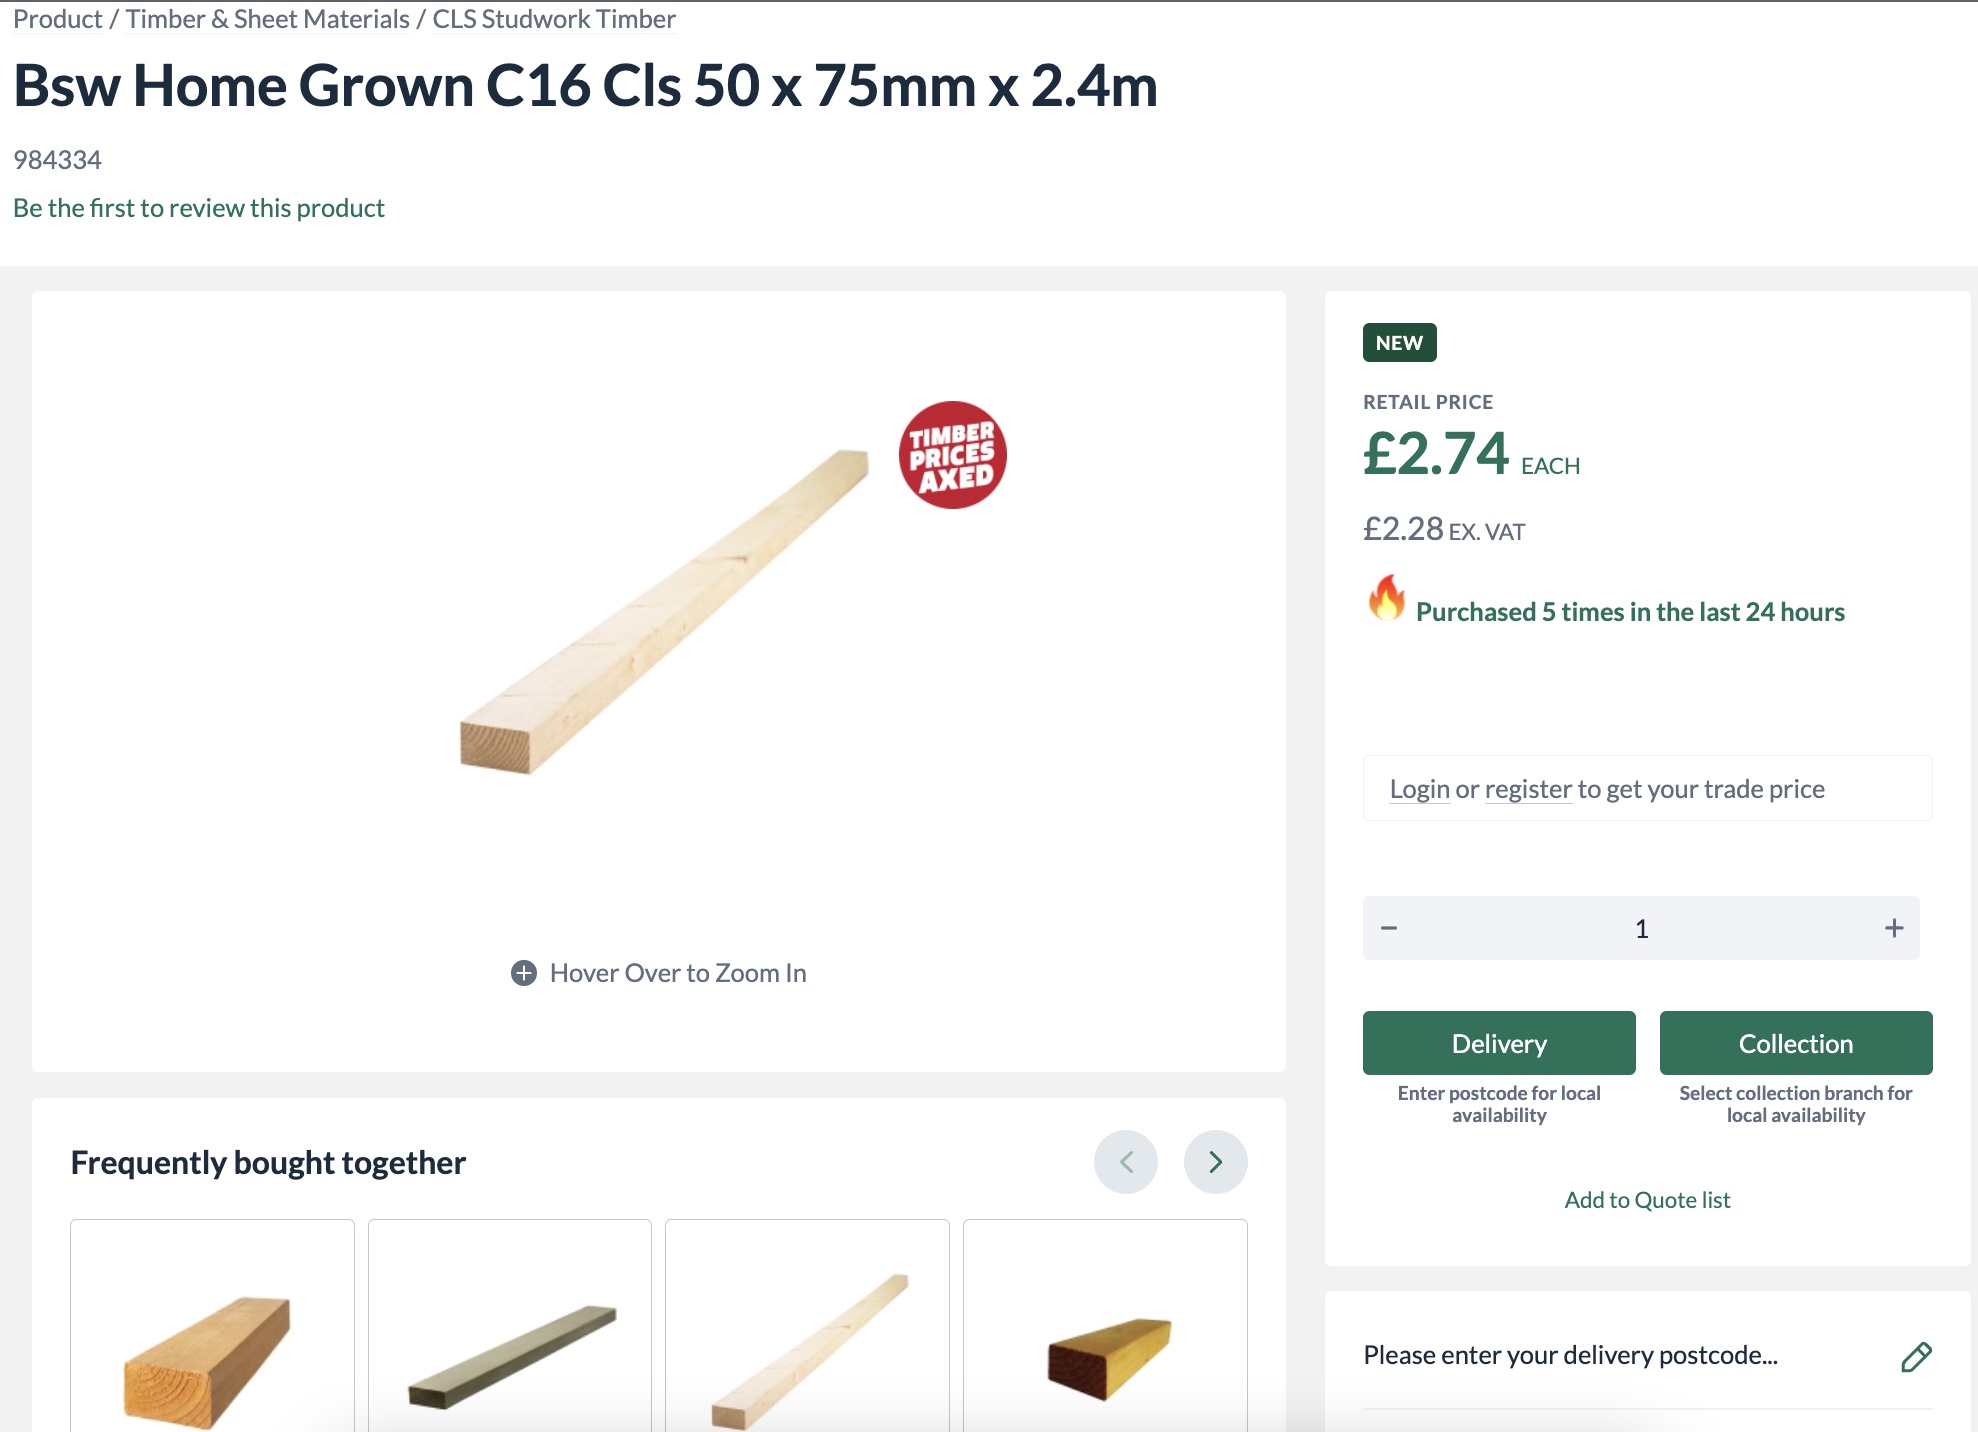 Product / Timber & Sheet Materials / CLS Studwork Timber
Bsw Home Grown C16 Cls 50 x 75mm x 2.4m
984334
Be the first to review this product
TIMBER
PRICES
AXED
Hover Over to Zoom In
NEW
RETAIL PRICE
£2.74 EACH
£2.28 EX. VAT
Purchased 5 times in the last 24 hours
Login or register to get your trade price
1
Delivery
Collection
Enter postcode for local
availability
Select collection branch for
local availability
Add to Quote list
Frequently bought together
Please enter your delivery postcode...